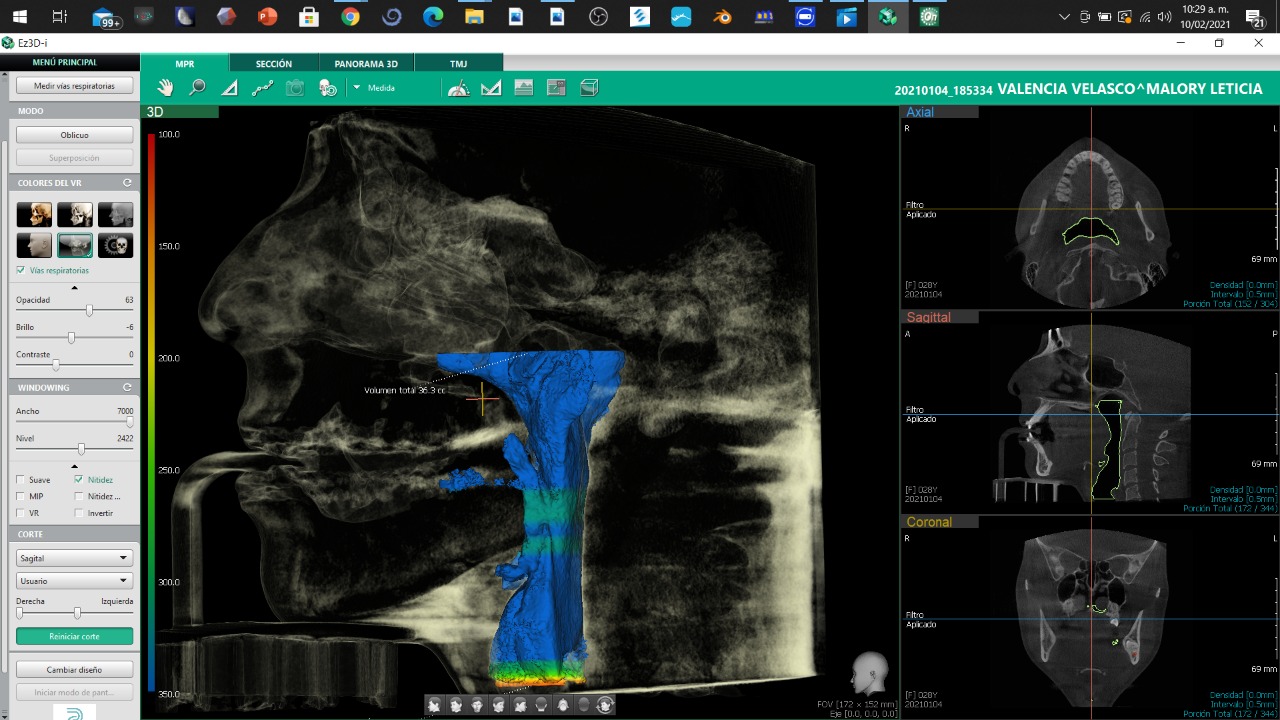 99+
10:29 a. m.
10/02/2021
21
Ez3D-i
MENÚ PRINCIPAL
MPR
SECCIÓN
PANORAMA 3D
TMJ
Medir vías respiratorias
Medida
20210104_185334 VALENCIA VELASCO^MALORY LETICIA
MODO
Oblicuo
Superposición
COLORES DEL VR
Vías respiratorias
Opacidad 63
Brillo -6
Contraste 0
WINDOWING
Ancho 7000
Nivel 2422
Suave
Nitidez
MIP
Nitidez ...
VR
Invertir
CORTE
Sagital
Usuario
Derecha Izquierda
Reiniciar corte
Cambiar diseño
Iniciar modo de pant...
3D
100.0
150.0
200.0
250.0
300.0
350.0
Volumen total 36.3 cc
FOV [172 × 152 mm]
Eje [0.0, 0.0, 0.0]
Axial
R
L
Filtro
Aplicado
69 mm
[F] 028Y
20210104
Densidad [0.0mm]
Intervalo [0.5mm]
Porción Total (152 / 304)
Sagittal
A
P
Filtro
Aplicado
69 mm
[F] 028Y
20210104
Densidad [0.0mm]
Intervalo [0.5mm]
Porción Total (172 / 344)
Coronal
R
L
Filtro
Aplicado
69 mm
[F] 028Y
20210104
Densidad [0.0mm]
Intervalo [0.5mm]
Porción Total (172 / 344)